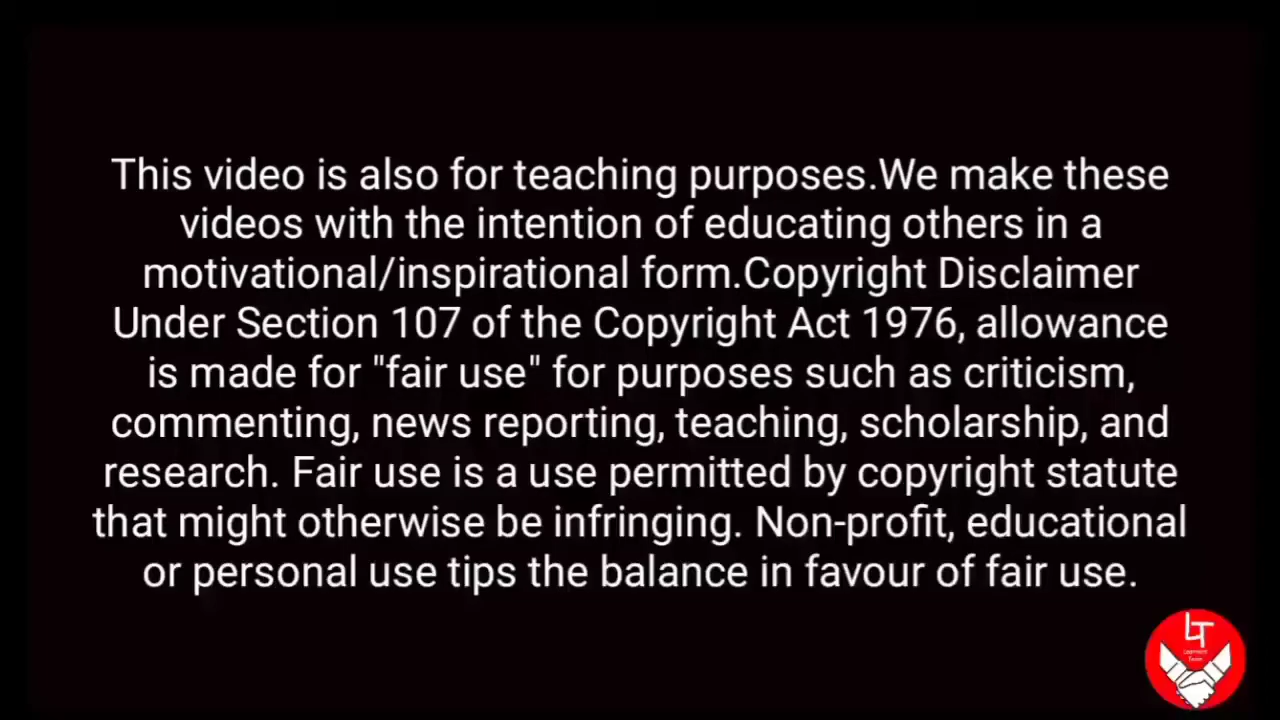 This video is also for teaching purposes.We make these
videos with the intention of educating others in a
motivational/inspirational form.Copyright Disclaimer
Under Section 107 of the Copyright Act 1976, allowance
is made for "fair use" for purposes such as criticism,
commenting, news reporting, teaching, scholarship, and
research. Fair use is a use permitted by copyright statute
that might otherwise be infringing. Non-profit, educational
or personal use tips the balance in favour of fair use.
LT